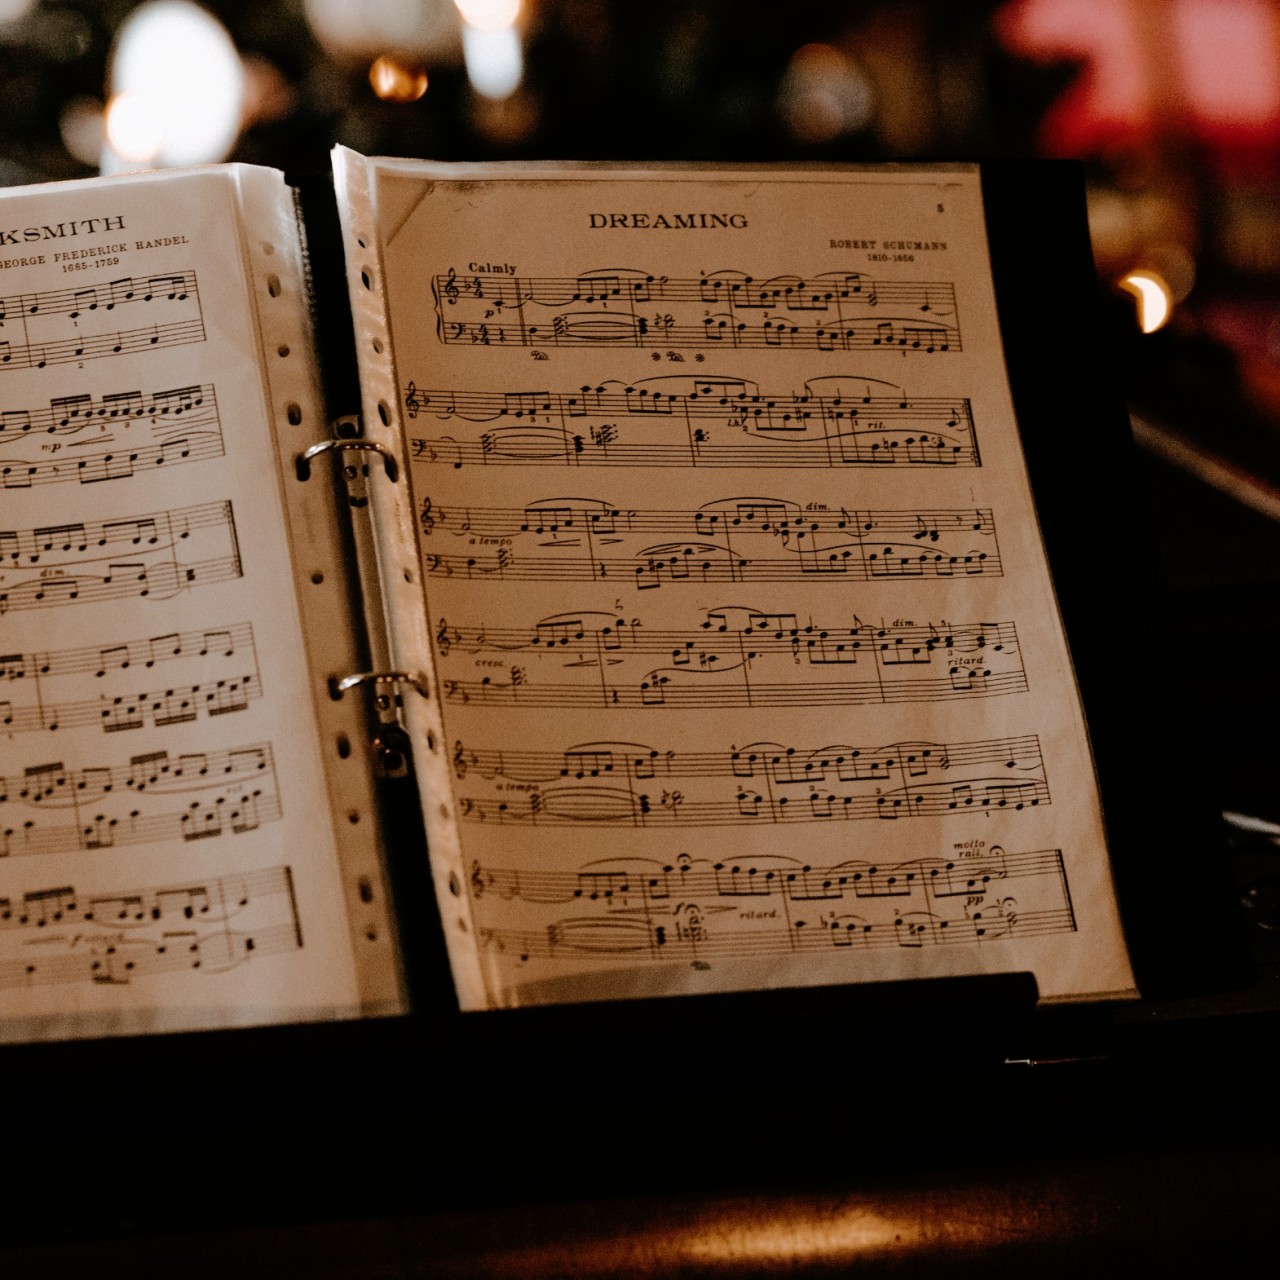 KSMITH
GEORGE FREDERICK HANDEL
1685-1759
mp
dim.
f
DREAMING
5
ROBERT SCHUMANN
1810-1856
Calmly
p
l.h.
rit.
a tempo
dim.
cresc.
dim.
ritard.
a tempo
molto
rall.
f
ritard.
pp